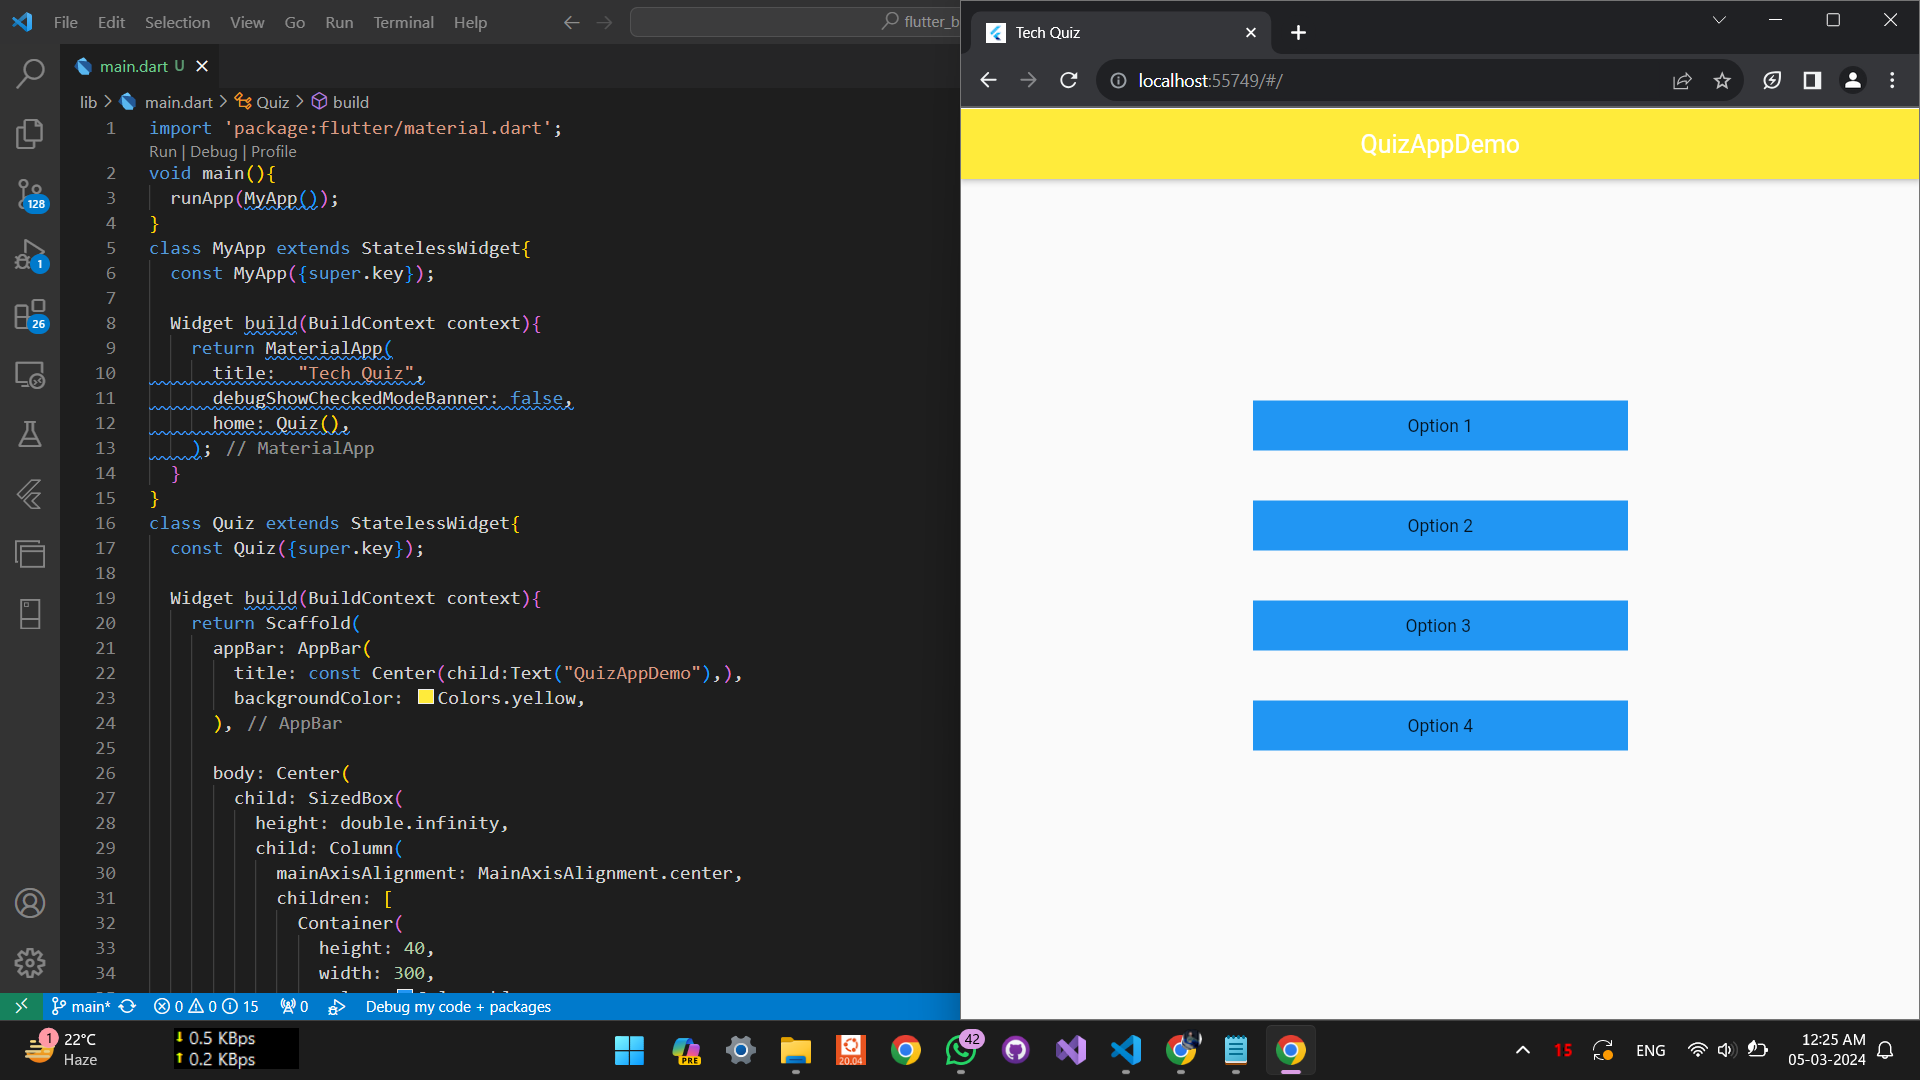 File Edit Selection View Go Run Terminal Help
flutter_b
main.dart U
lib > main.dart > Quiz > build
1 import 'package:flutter/material.dart';
Run | Debug | Profile
2 void main(){
3 runApp(MyApp());
4 }
5 class MyApp extends StatelessWidget{
6 const MyApp({super.key});
7
8 Widget build(BuildContext context){
9 return MaterialApp(
10 title: "Tech Quiz",
11 debugShowCheckedModeBanner: false,
12 home: Quiz(),
13 ); // MaterialApp
14 }
15 }
16 class Quiz extends StatelessWidget{
17 const Quiz({super.key});
18
19 Widget build(BuildContext context){
20 return Scaffold(
21 appBar: AppBar(
22 title: const Center(child:Text("QuizAppDemo"),),
23 backgroundColor: Colors.yellow,
24 ), // AppBar
25
26 body: Center(
27 child: SizedBox(
28 height: double.infinity,
29 child: Column(
30 mainAxisAlignment: MainAxisAlignment.center,
31 children: [
32 Container(
33 height: 40,
34 width: 300,
128
1
26
main* 0 0 15 0 Debug my code + packages
Tech Quiz
localhost:55749/#/
QuizAppDemo
Option 1
Option 2
Option 3
Option 4
1
22°C
Haze
0.5 KBps
0.2 KBps
PRE
20.04
42
15
ENG
12:25 AM
05-03-2024